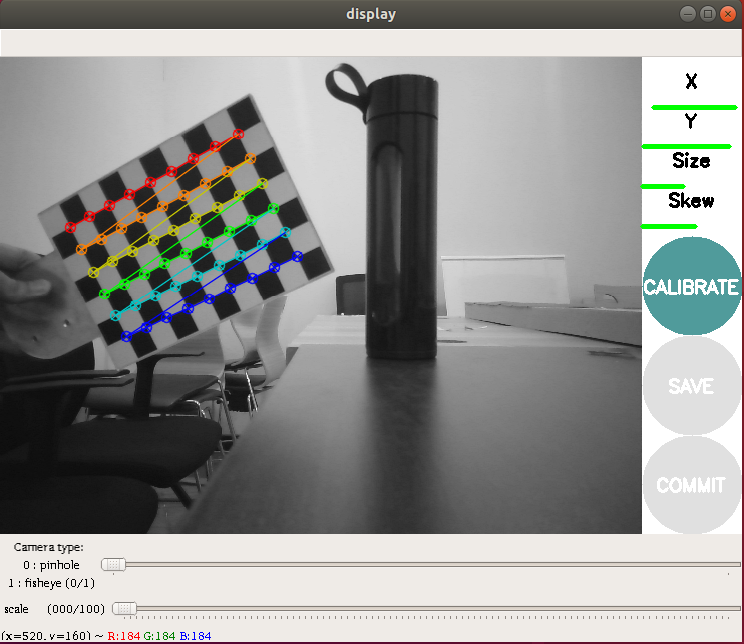 display
X
Y
Size
Skew
CALIBRATE
SAVE
COMMIT
Camera type:
0 : pinhole
1 : fisheye (0/1)
scale (000/100)
(x=520, y=160) ~ R:184 G:184 B:184